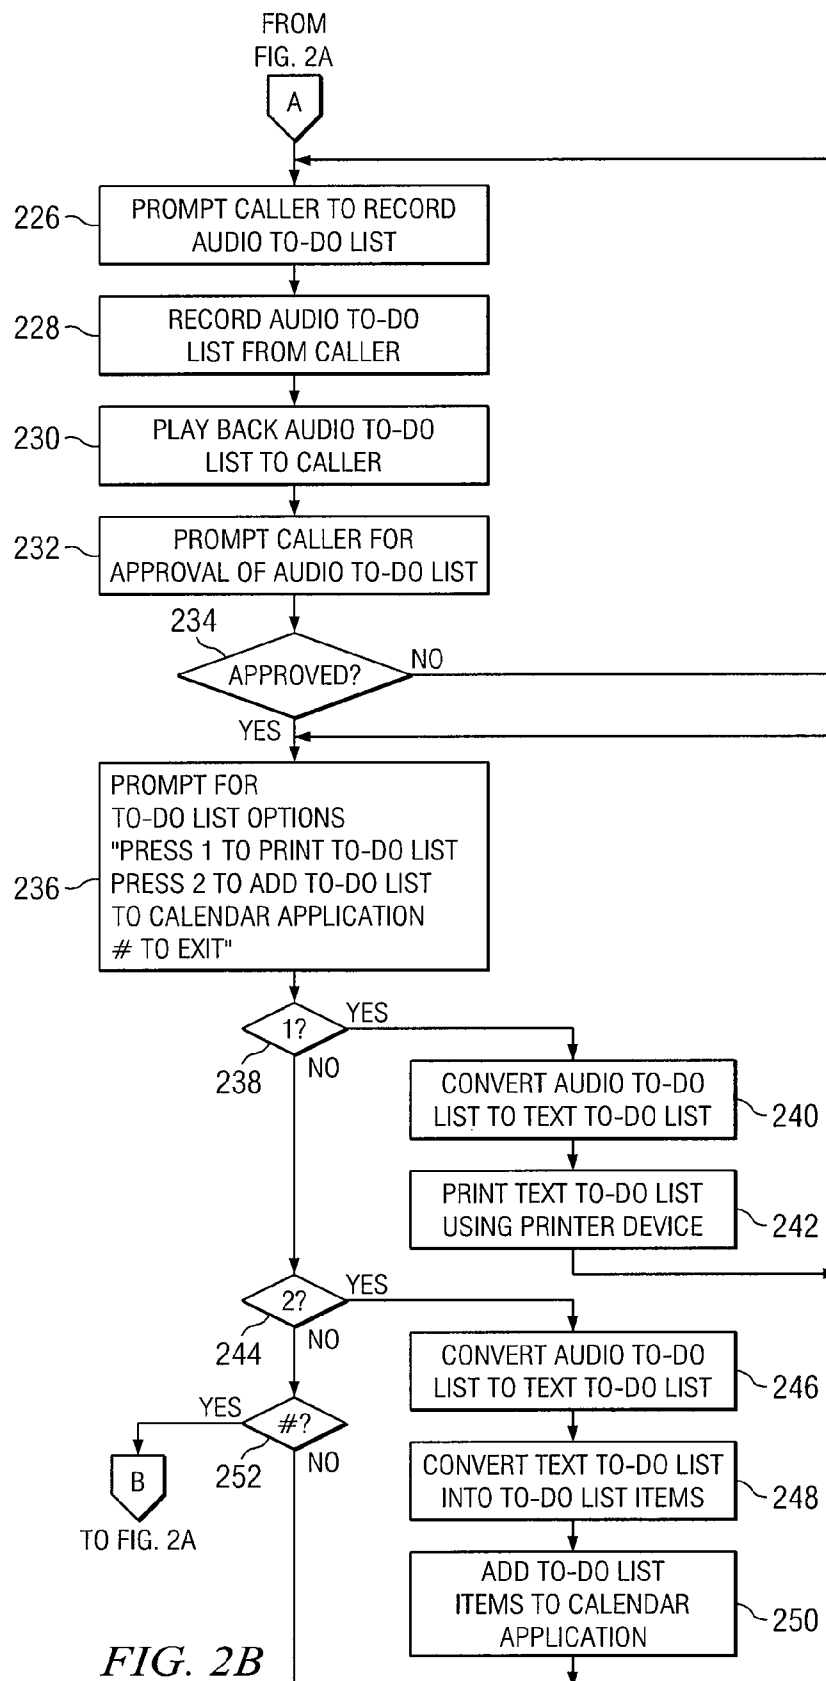 FROM
FIG. 2A
A
226
PROMPT CALLER TO RECORD
AUDIO TO-DO LIST
228
RECORD AUDIO TO-DO
LIST FROM CALLER
230
PLAY BACK AUDIO TO-DO
LIST TO CALLER
232
PROMPT CALLER FOR
APPROVAL OF AUDIO TO-DO LIST
234
APPROVED?
NO
YES
236
PROMPT FOR
TO-DO LIST OPTIONS
"PRESS 1 TO PRINT TO-DO LIST
PRESS 2 TO ADD TO-DO LIST
TO CALENDAR APPLICATION
# TO EXIT"
1?
YES
238
NO
CONVERT AUDIO TO-DO
LIST TO TEXT TO-DO LIST
240
PRINT TEXT TO-DO LIST
USING PRINTER DEVICE
242
2?
YES
244
NO
CONVERT AUDIO TO-DO
LIST TO TEXT TO-DO LIST
246
YES
#?
252
NO
B
TO FIG. 2A
CONVERT TEXT TO-DO LIST
INTO TO-DO LIST ITEMS
248
ADD TO-DO LIST
ITEMS TO CALENDAR
APPLICATION
250
FIG. 2B